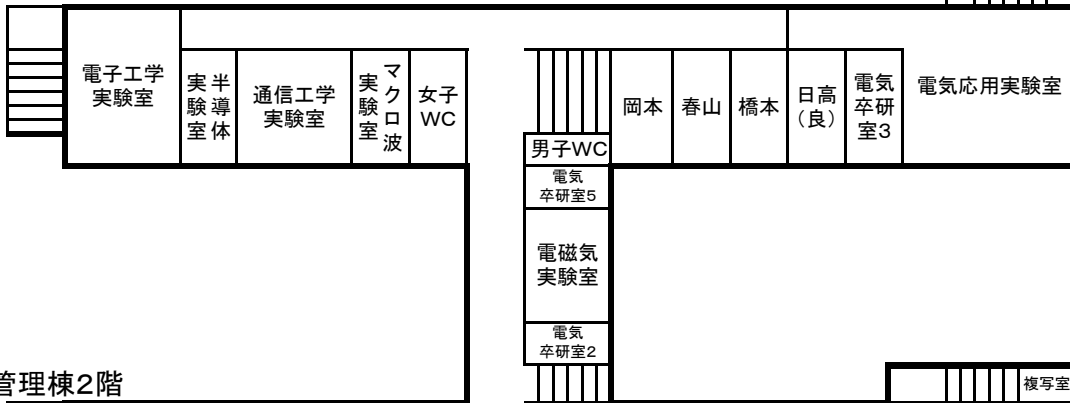 電子工学
実験室
半導体
実験室
通信工学
実験室
マクロ波
実験室
女子
WC
岡本
春山
橋本
日高
(良)
電気
卒研
室3
電気応用実験室
男子WC
電気
卒研室5
電磁気
実験室
電気
卒研室2
管理棟2階
複写室